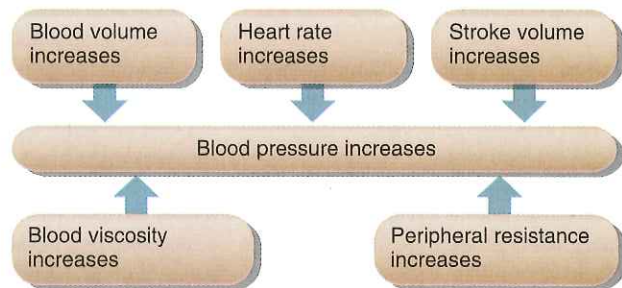 Blood volume
increases
Heart rate
increases
Stroke volume
increases
Blood pressure increases
Blood viscosity
increases
Peripheral resistance
increases